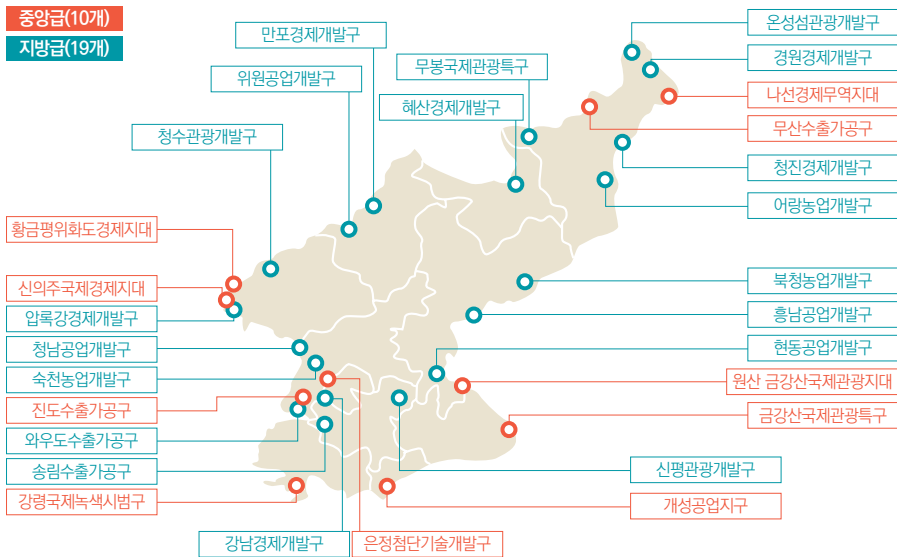 중앙급(10개)
지방급(19개)
만포경제개발구
위원공업개발구
청수관광개발구
무봉국제관광특구
혜산경제개발구
온성섬관광개발구
경원경제개발구
나선경제무역지대
무산수출가공구
청진경제개발구
어랑농업개발구
황금평위화도경제지대
신의주국제경제지대
압록강경제개발구
청남공업개발구
숙천농업개발구
진도수출가공구
와우도수출가공구
송림수출가공구
강령국제녹색시범구
북청농업개발구
흥남공업개발구
현동공업개발구
원산 금강산국제관광지대
금강산국제관광특구
신평관광개발구
개성공업지구
강남경제개발구
은정첨단기술개발구